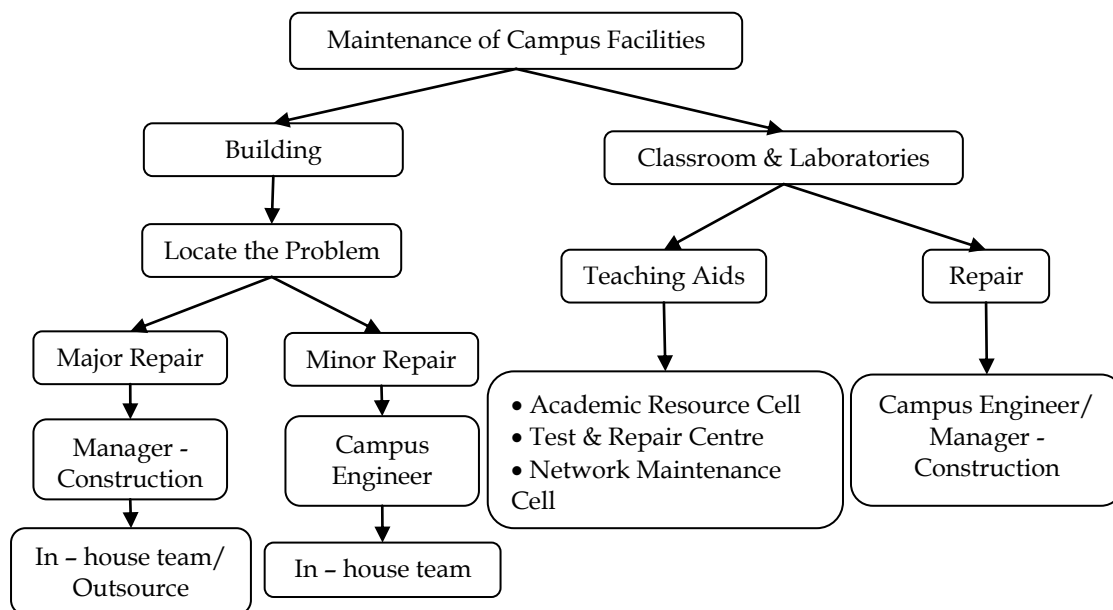 Maintenance of Campus Facilities
Building
Classroom & Laboratories
Locate the Problem
Teaching Aids
Repair
Major Repair
Minor Repair
• Academic Resource Cell
• Test & Repair Centre
• Network Maintenance
Cell
Campus Engineer/
Manager -
Construction
Manager -
Construction
Campus
Engineer
In – house team/
Outsource
In – house team